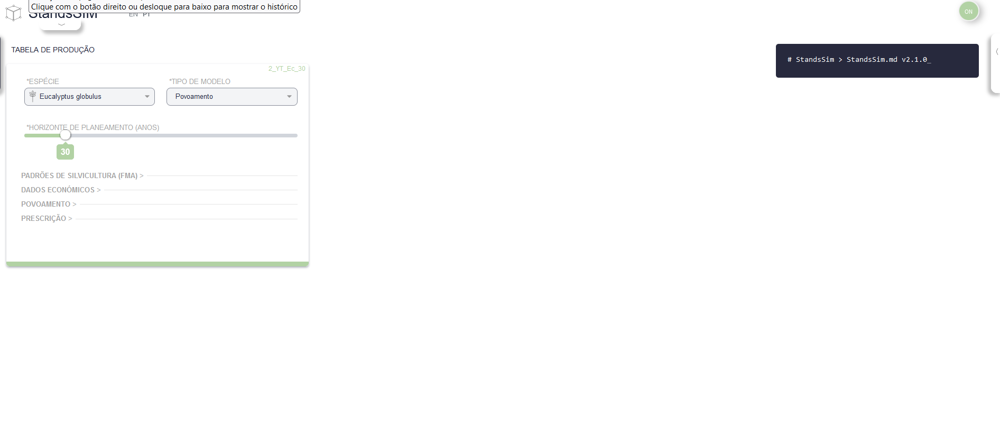 Clique com o botão direito ou desloque para baixo para mostrar o histórico
StandsSIM
EN PT
ON
TABELA DE PRODUÇÃO
# StandsSim > StandsSim.md v2.1.0_
2_YT_Ec_30
*ESPÉCIE
*TIPO DE MODELO
Eucalyptus globulus
Povoamento
*HORIZONTE DE PLANEAMENTO (ANOS)
30
PADRÕES DE SILVICULTURA (FMA) >
DADOS ECONÓMICOS >
POVOAMENTO >
PRESCRIÇÃO >